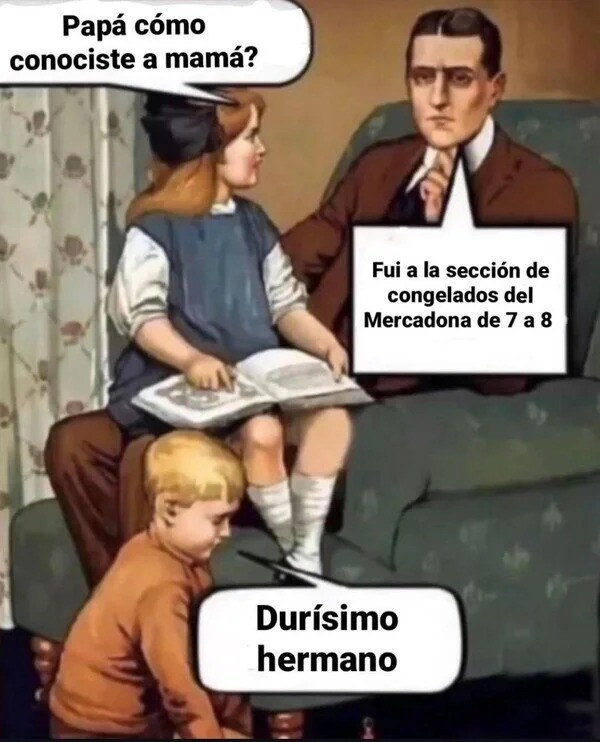 Papá cómo
conociste a mamá?
Fui a la sección de
congelados del
Mercadona de 7 a 8
Durísimo
hermano